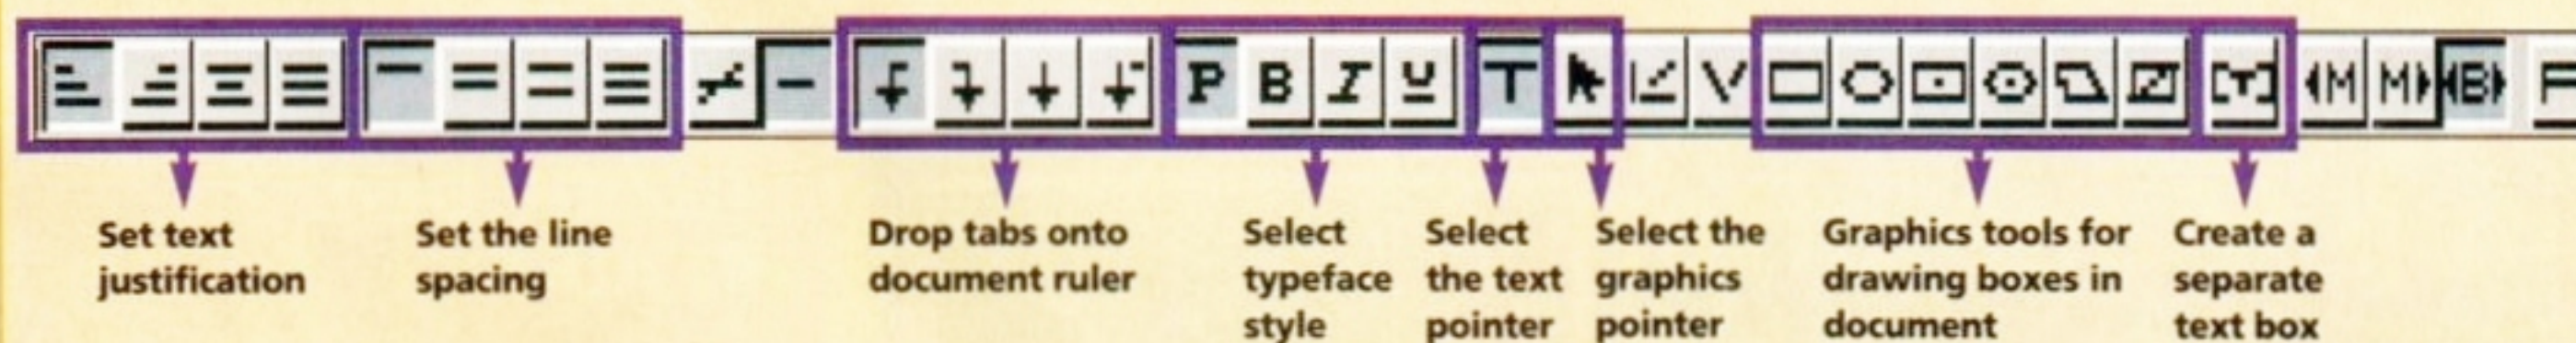 P B I U T [T] M M B
Set text
justification
Set the line
spacing
Drop tabs onto
document ruler
Select
typeface
style
Select
the text
pointer
Select the
graphics
pointer
Graphics tools for
drawing boxes in
document
Create a
separate
text box